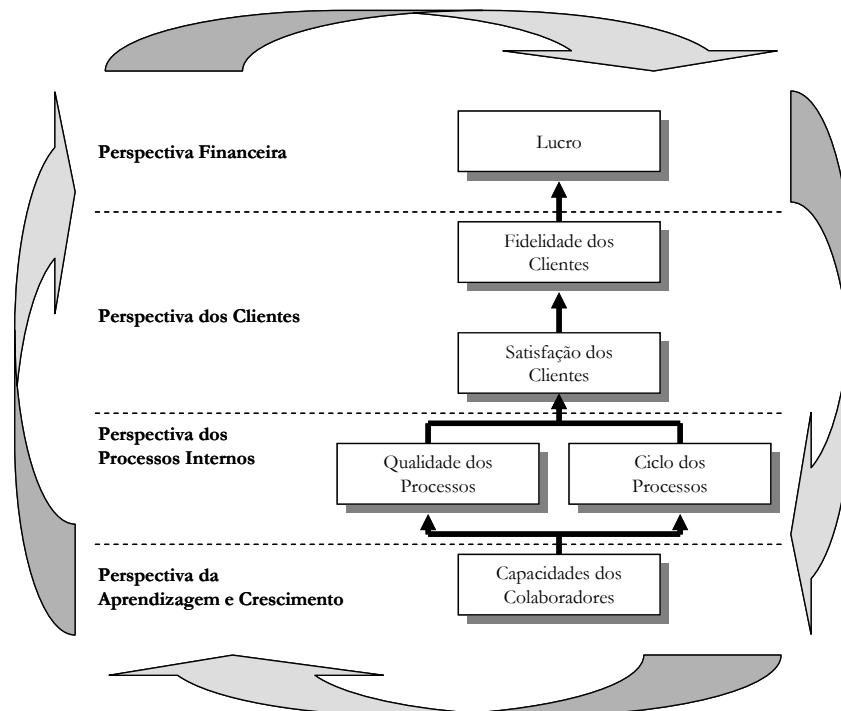 Perspectiva Financeira
Lucro
Fidelidade dos
Clientes
Perspectiva dos Clientes
Satisfação dos
Clientes
Perspectiva dos
Processos Internos
Qualidade dos
Processos
Ciclo dos
Processos
Perspectiva da
Aprendizagem e Crescimento
Capacidades dos
Colaboradores